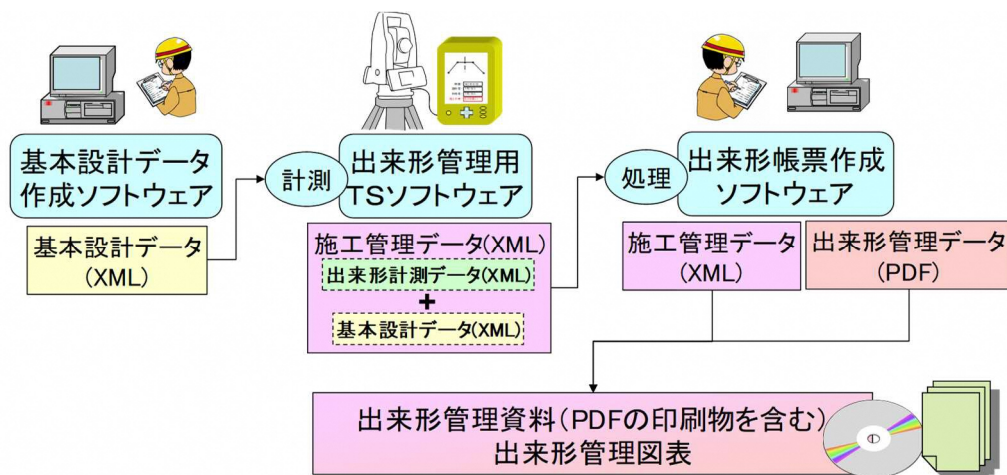 基本設計データ
作成ソフトウェア
基本設計データ
(XML)
計測
出来形管理用
TSソフトウェア
施工管理データ(XML)
出来形計測データ(XML)
+
基本設計データ(XML)
処理
出来形帳票作成
ソフトウェア
施工管理データ
(XML)
出来形管理データ
(PDF)
出来形管理資料(PDFの印刷物を含む)
出来形管理図表